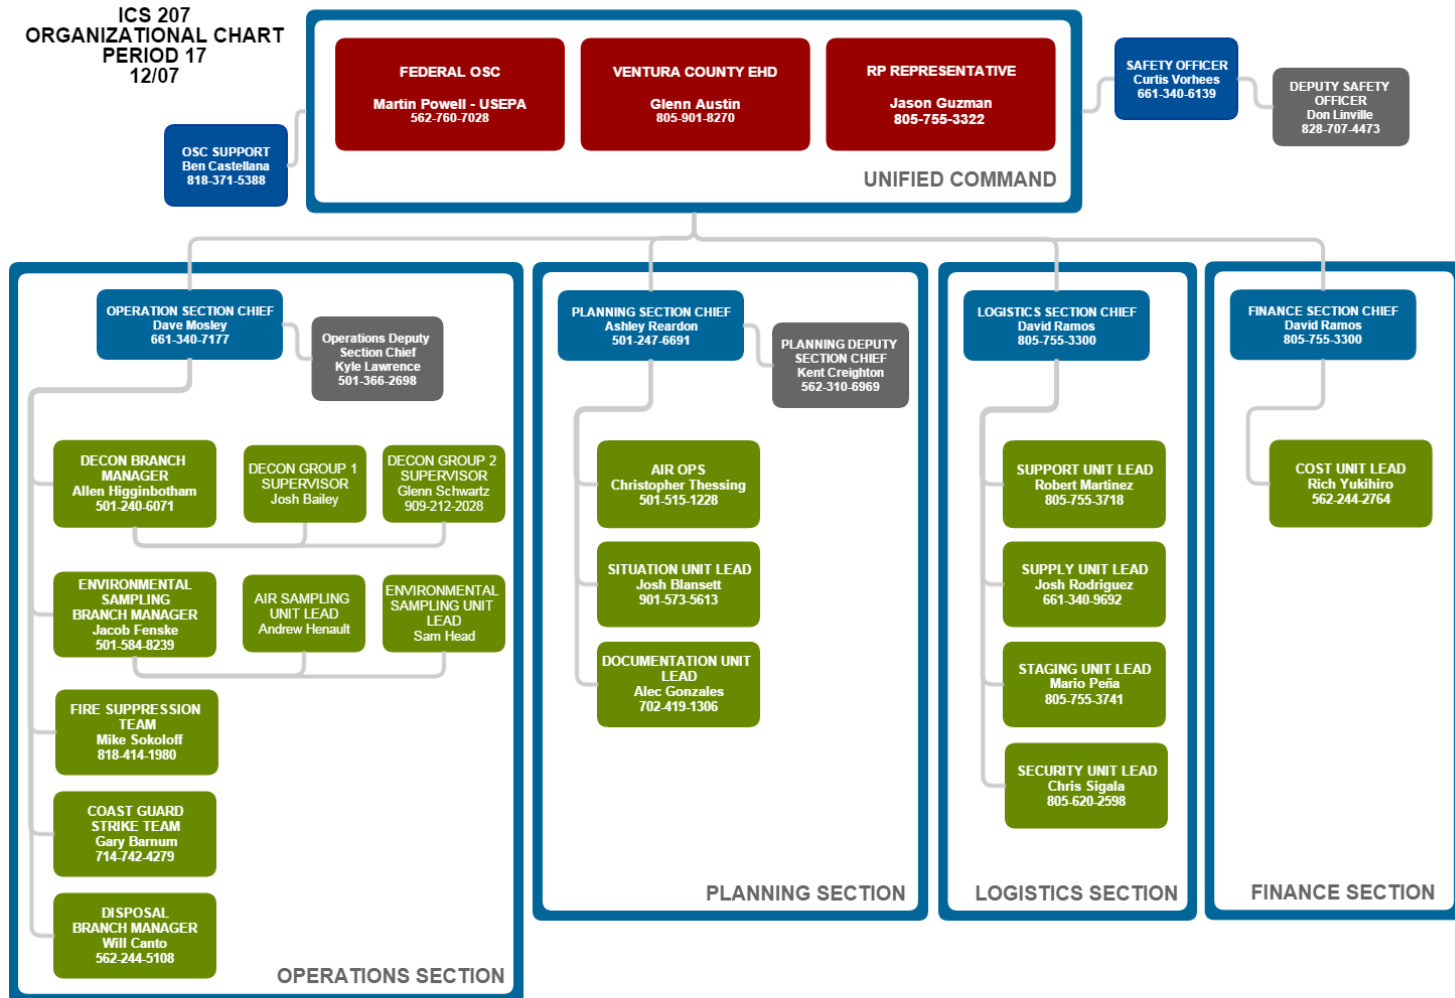 ICS 207
ORGANIZATIONAL CHART
PERIOD 17
12/07
FEDERAL OSC
Martin Powell - USEPA
562-760-7028
VENTURA COUNTY EHD
Glenn Austin
805-901-8270
RP REPRESENTATIVE
Jason Guzman
805-755-3322
UNIFIED COMMAND
OSC SUPPORT
Ben Castellana
818-371-5388
SAFETY OFFICER
Curtis Vorhees
661-340-6139
DEPUTY SAFETY
OFFICER
Don Linville
828-707-4473
OPERATION SECTION CHIEF
Dave Mosley
661-340-7177
Operations Deputy
Section Chief
Kyle Lawrence
501-366-2698
DECON BRANCH
MANAGER
Allen Higginbotham
501-240-6071
DECON GROUP 1
SUPERVISOR
Josh Bailey
DECON GROUP 2
SUPERVISOR
Glenn Schwartz
909-212-2028
ENVIRONMENTAL
SAMPLING
BRANCH MANAGER
Jacob Fenske
501-584-8239
AIR SAMPLING
UNIT LEAD
Andrew Henault
ENVIRONMENTAL
SAMPLING UNIT
LEAD
Sam Head
FIRE SUPPRESSION
TEAM
Mike Sokoloff
818-414-1980
COAST GUARD
STRIKE TEAM
Gary Barnum
714-742-4279
DISPOSAL
BRANCH MANAGER
Will Canto
562-244-5108
OPERATIONS SECTION
PLANNING SECTION CHIEF
Ashley Reardon
501-247-6691
PLANNING DEPUTY
SECTION CHIEF
Kent Creighton
562-310-6969
AIR OPS
Christopher Thessing
501-515-1228
SITUATION UNIT LEAD
Josh Blansett
901-573-5613
DOCUMENTATION UNIT
LEAD
Alec Gonzales
702-419-1306
PLANNING SECTION
LOGISTICS SECTION CHIEF
David Ramos
805-755-3300
SUPPORT UNIT LEAD
Robert Martinez
805-755-3718
SUPPLY UNIT LEAD
Josh Rodriguez
661-340-9692
STAGING UNIT LEAD
Mario Peña
805-755-3741
SECURITY UNIT LEAD
Chris Sigala
805-620-2598
LOGISTICS SECTION
FINANCE SECTION CHIEF
David Ramos
805-755-3300
COST UNIT LEAD
Rich Yukihiro
562-244-2764
FINANCE SECTION